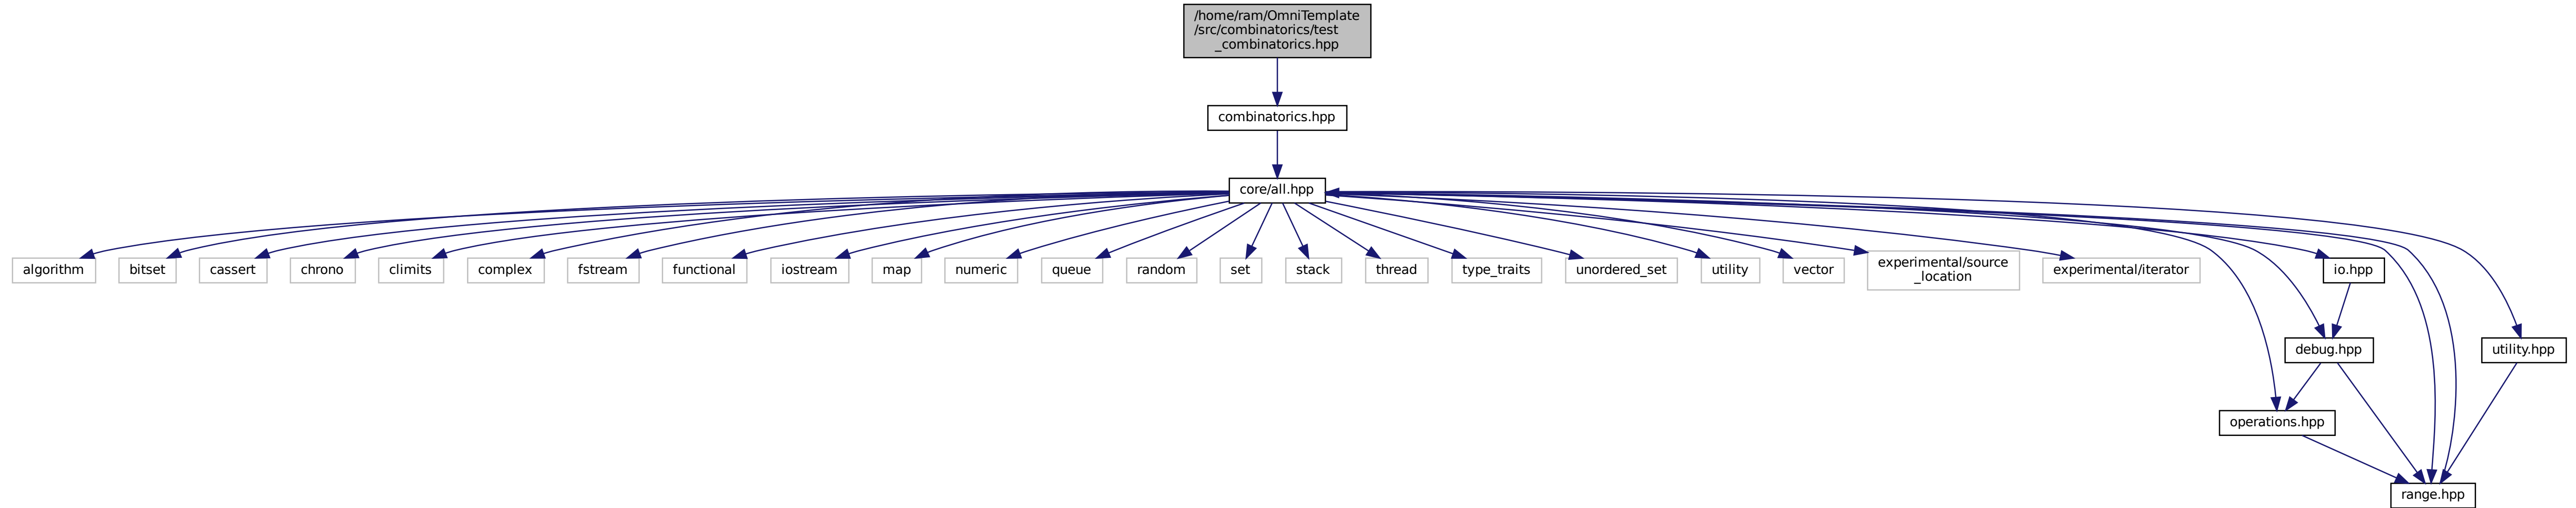 /home/ram/OmniTemplate
/src/combinatorics/test
_combinatorics.hpp
combinatorics.hpp
core/all.hpp
algorithm
bitset
cassert
chrono
climits
complex
fstream
functional
iostream
map
numeric
queue
random
set
stack
thread
type_traits
unordered_set
utility
vector
experimental/source
_location
experimental/iterator
io.hpp
debug.hpp
utility.hpp
operations.hpp
range.hpp